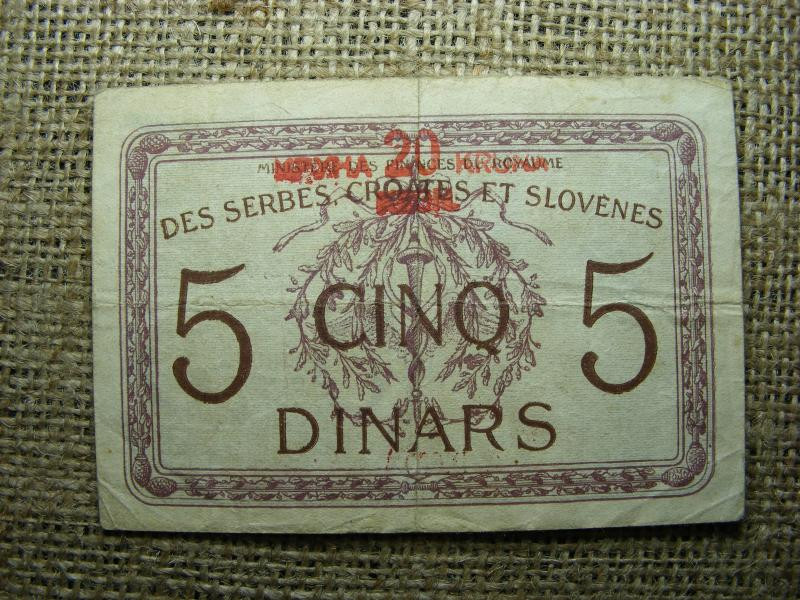 20
MINISTÈRE DES FINANCES DU ROYAUME
DES SERBES, CROATES ET SLOVÈNES
5 CINQ 5
DINARS